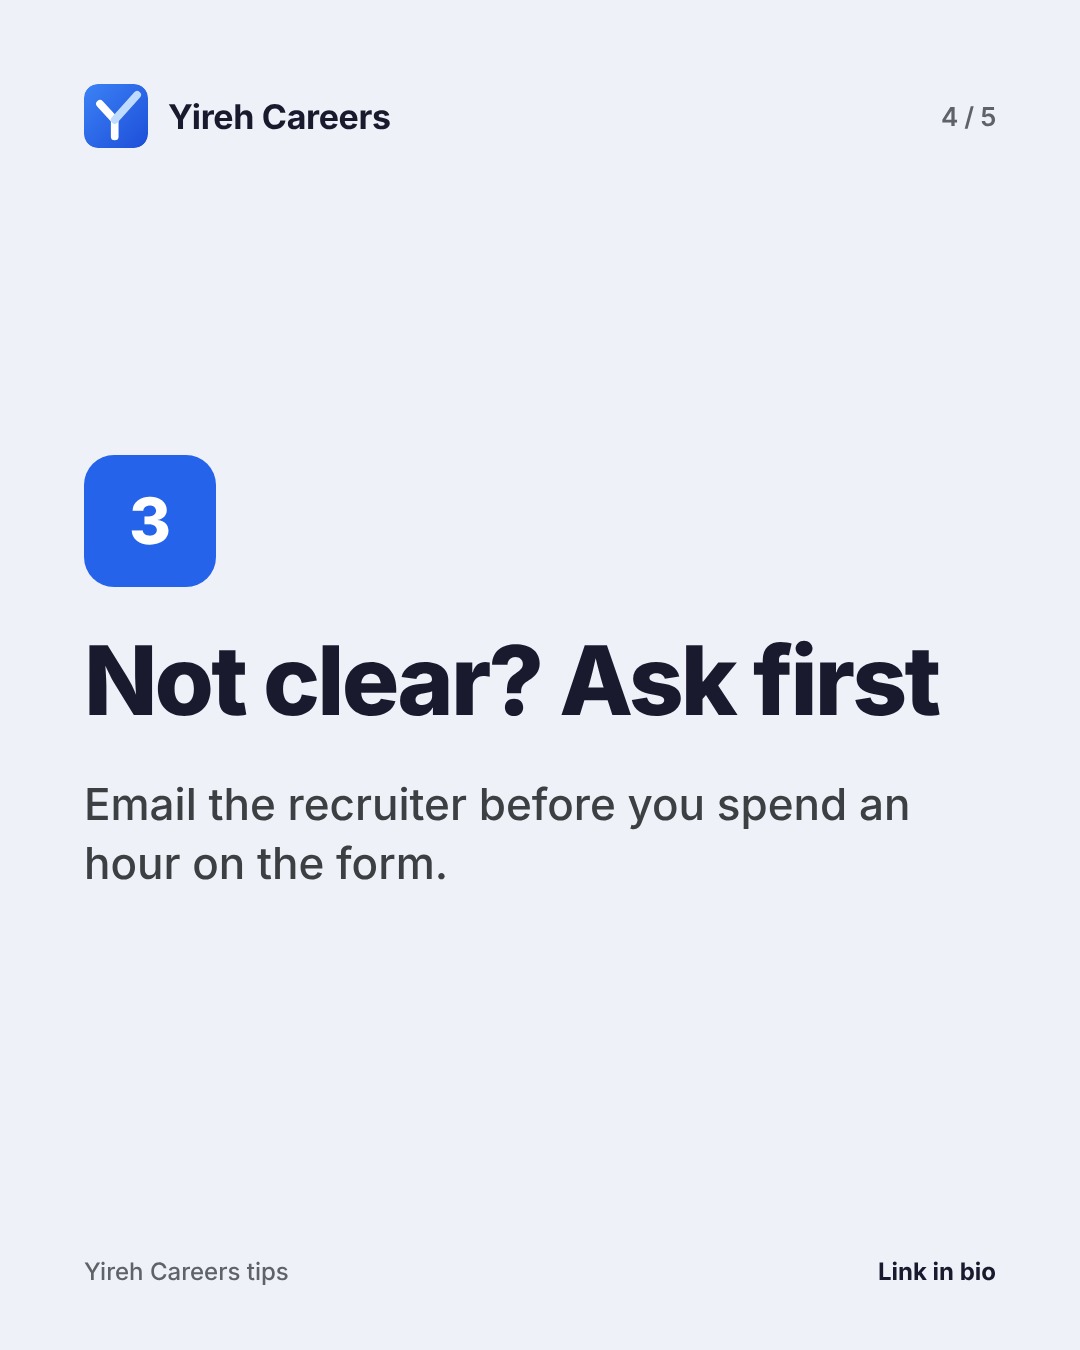 Yireh Careers
4 / 5
3
Not clear? Ask first
Email the recruiter before you spend an
hour on the form.
Yireh Careers tips
Link in bio